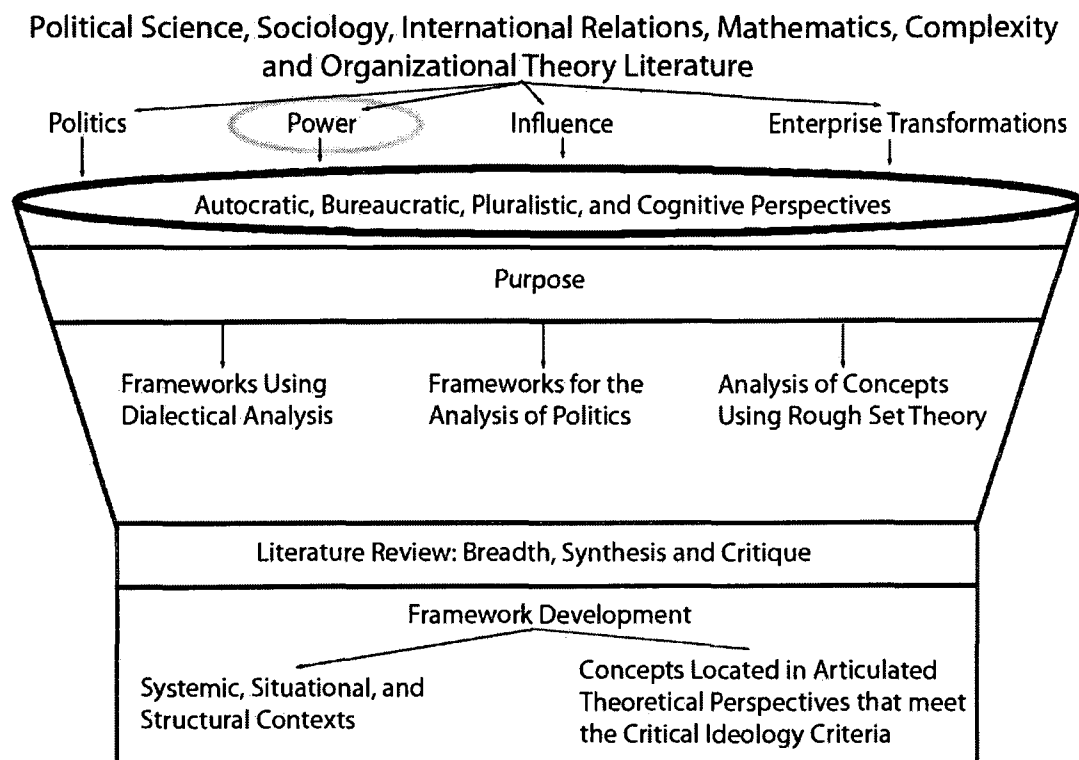 Political Science, Sociology, International Relations, Mathematics, Complexity
and Organizational Theory Literature
Politics
Power
Influence
Enterprise Transformations
Autocratic, Bureaucratic, Pluralistic, and Cognitive Perspectives
Purpose
Frameworks Using
Dialectical Analysis
Frameworks for the
Analysis of Politics
Analysis of Concepts
Using Rough Set Theory
Literature Review: Breadth, Synthesis and Critique
Framework Development
Systemic, Situational, and
Structural Contexts
Concepts Located in Articulated
Theoretical Perspectives that meet
the Critical Ideology Criteria